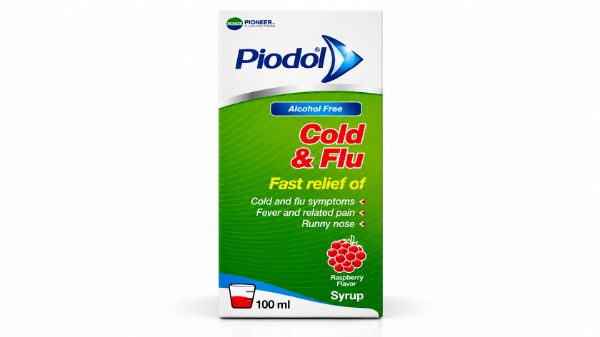 PIONEER
Piodol®
Alcohol Free
Cold
& Flu
Fast relief of
Cold and flu symptoms
Fever and related pain
Runny nose
Raspberry
Flavor
Syrup
100 ml